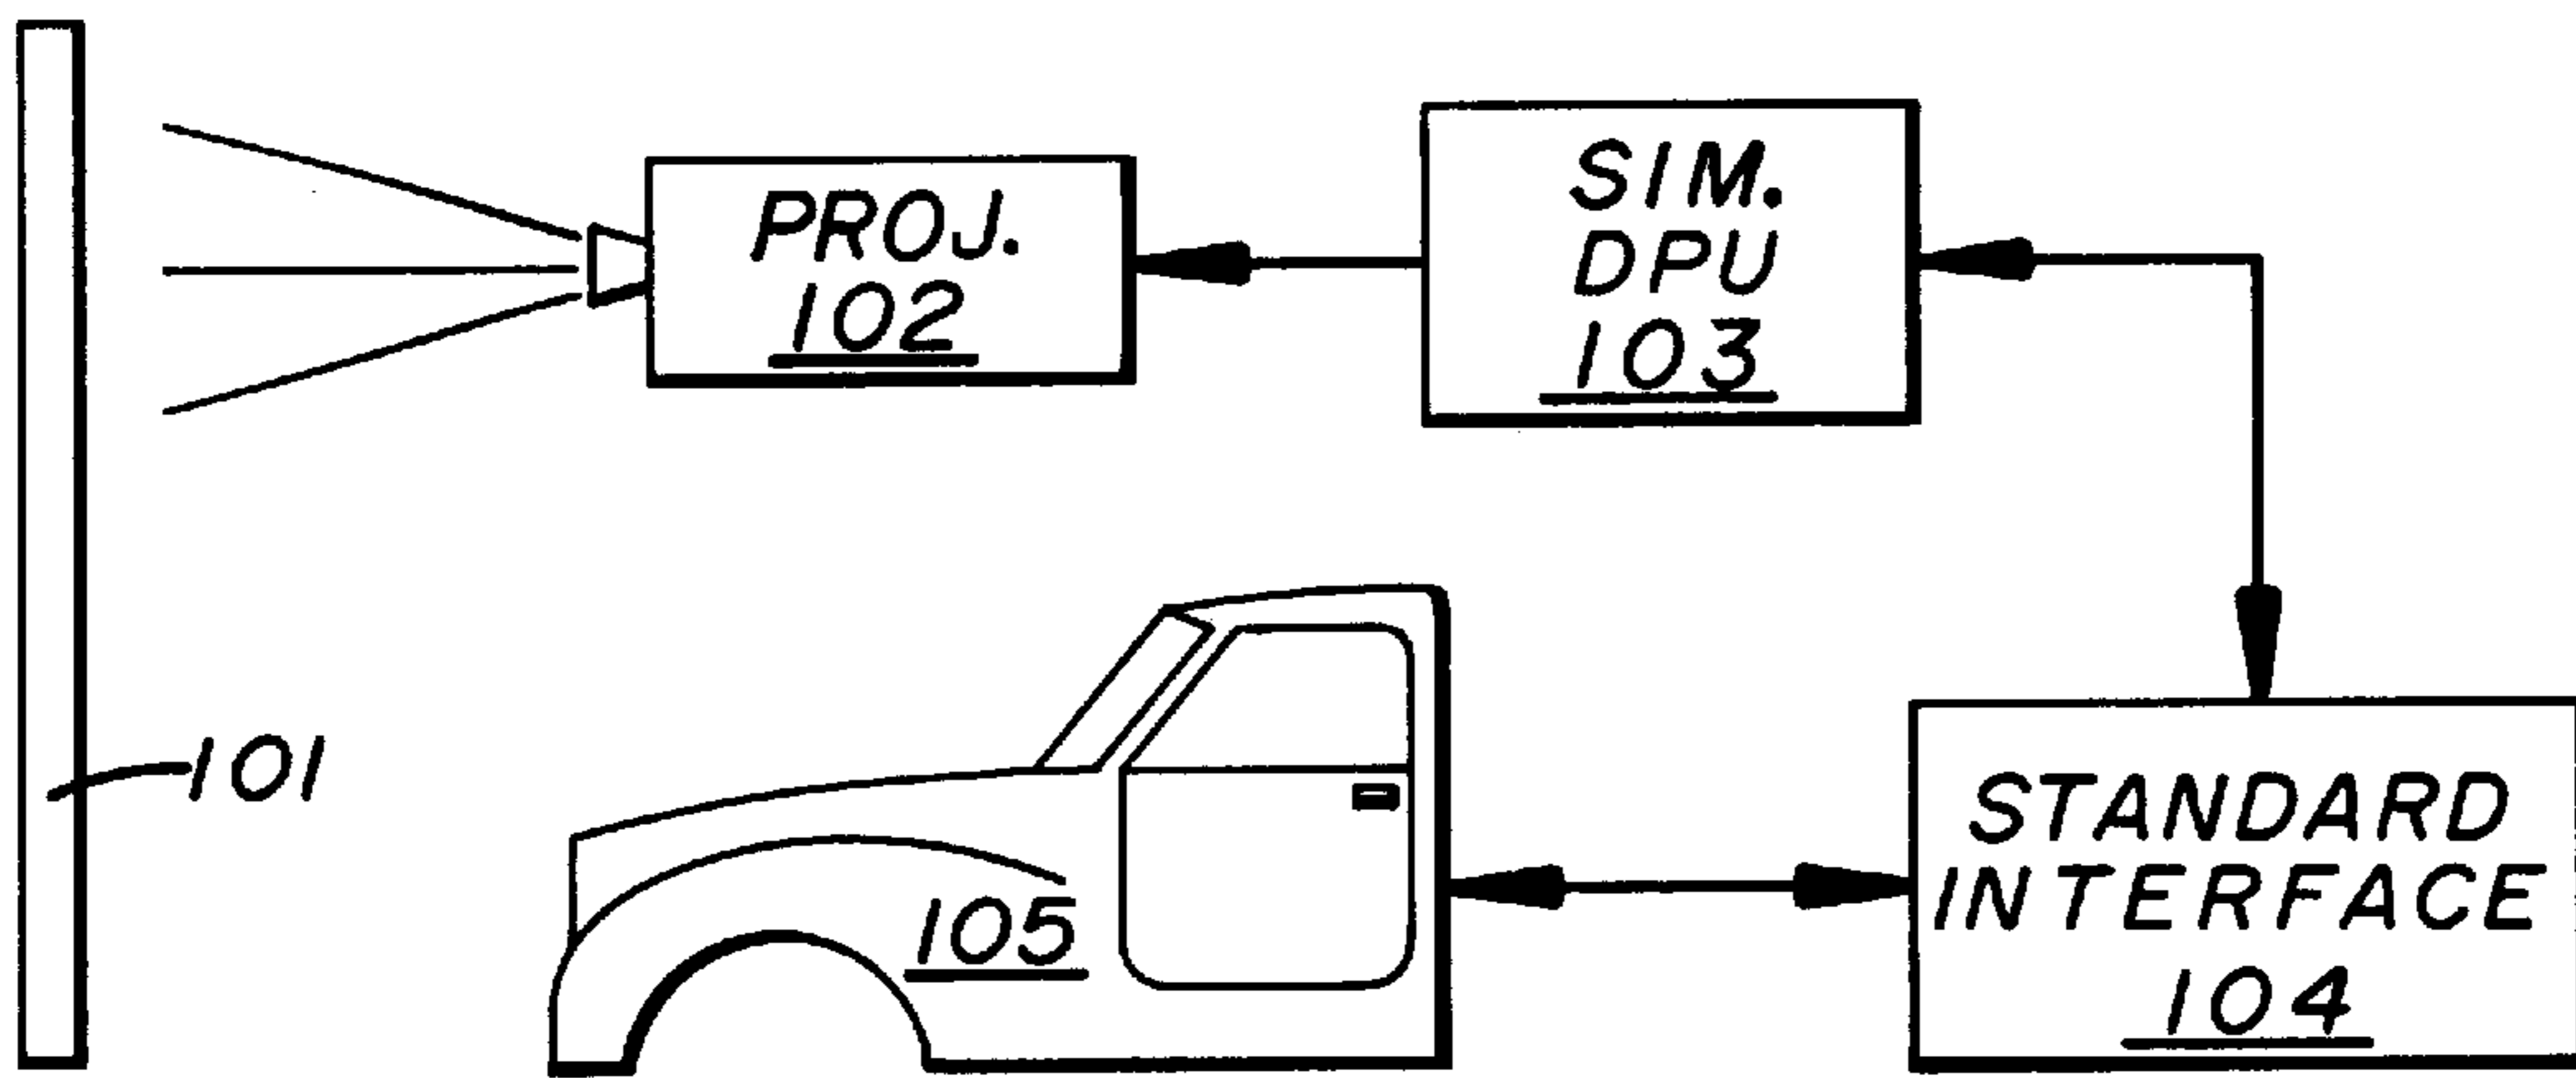 PROJ.
102
SIM.
DPU
103
101
105
STANDARD
INTERFACE
104